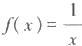 f(x) = 1/x